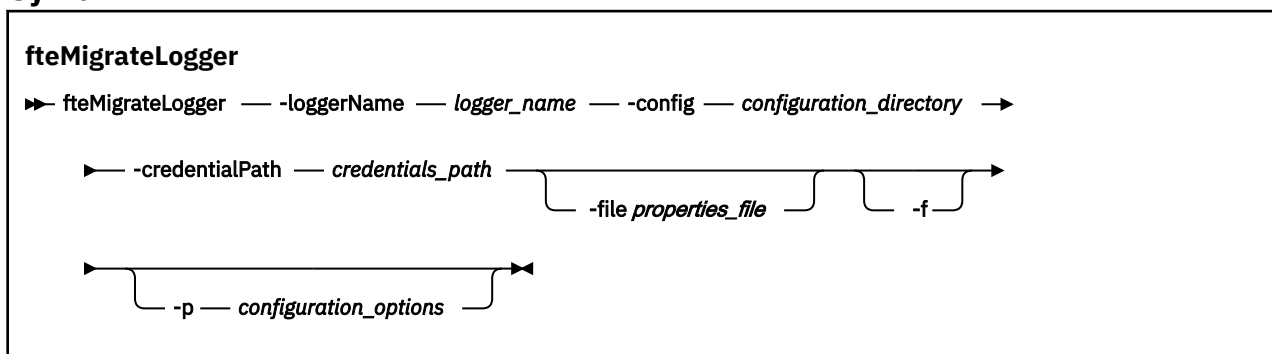 fteMigrateLogger
fteMigrateLogger -loggerName logger_name -config configuration_directory
-credentialPath credentials_path
-file properties_file -f
-p configuration_options